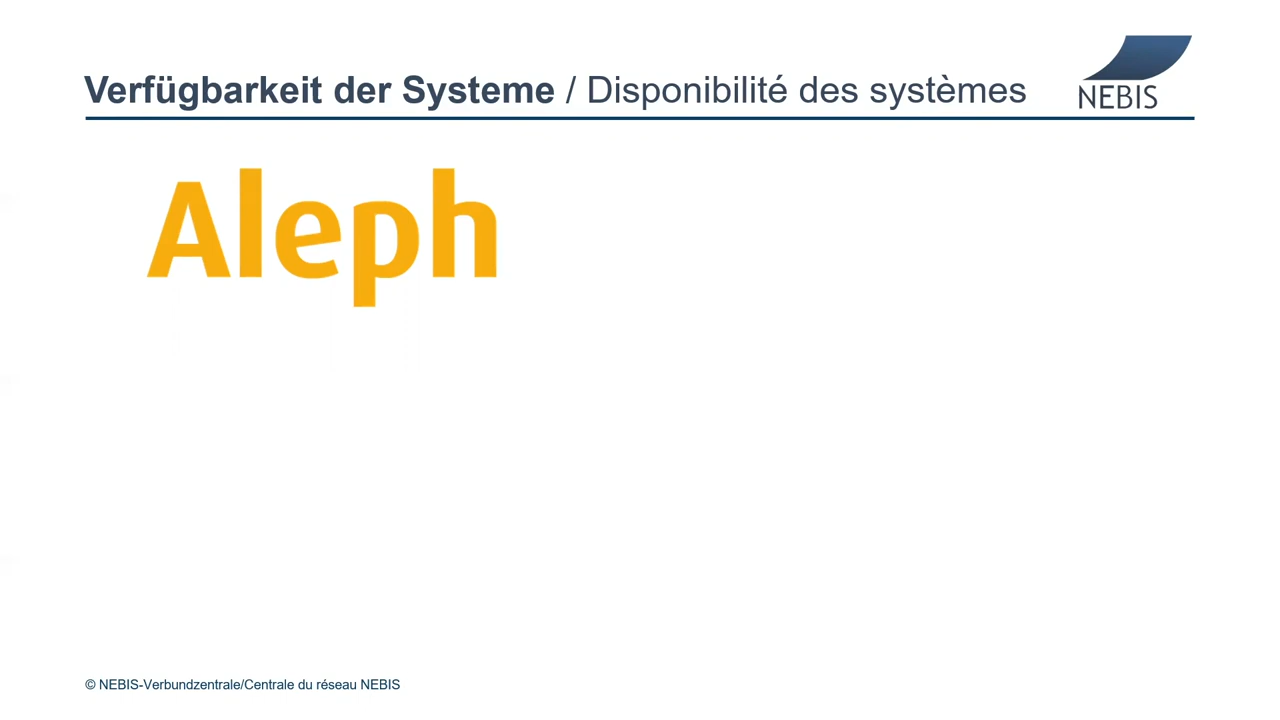 Verfügbarkeit der Systeme / Disponibilité des systèmes
NEBIS
Aleph
© NEBIS-Verbundzentrale/Centrale du réseau NEBIS